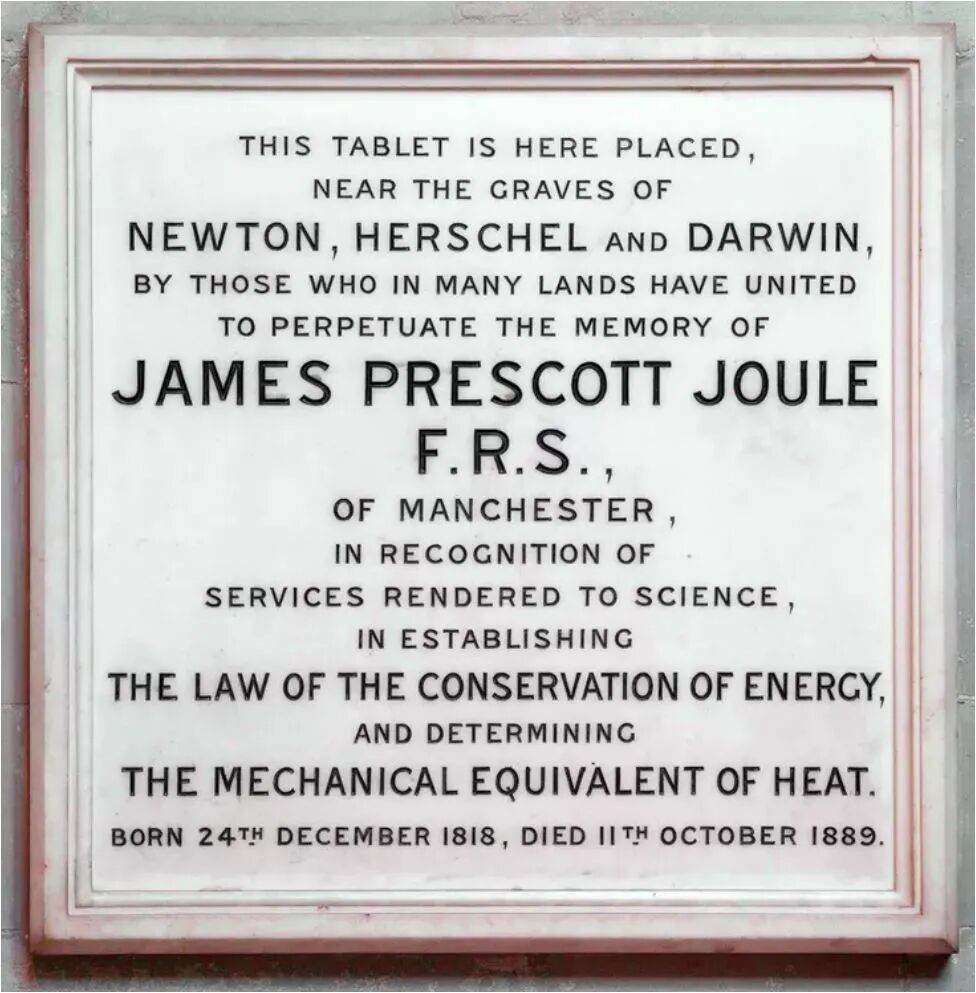 THIS TABLET IS HERE PLACED,
NEAR THE GRAVES OF
NEWTON, HERSCHEL AND DARWIN,
BY THOSE WHO IN MANY LANDS HAVE UNITED
TO PERPETUATE THE MEMORY OF
JAMES PRESCOTT JOULE
F.R.S.,
OF MANCHESTER,
IN RECOGNITION OF
SERVICES RENDERED TO SCIENCE,
IN ESTABLISHING
THE LAW OF THE CONSERVATION OF ENERGY,
AND DETERMINING
THE MECHANICAL EQUIVALENT OF HEAT.
BORN 24TH DECEMBER 1818, DIED 11TH OCTOBER 1889.